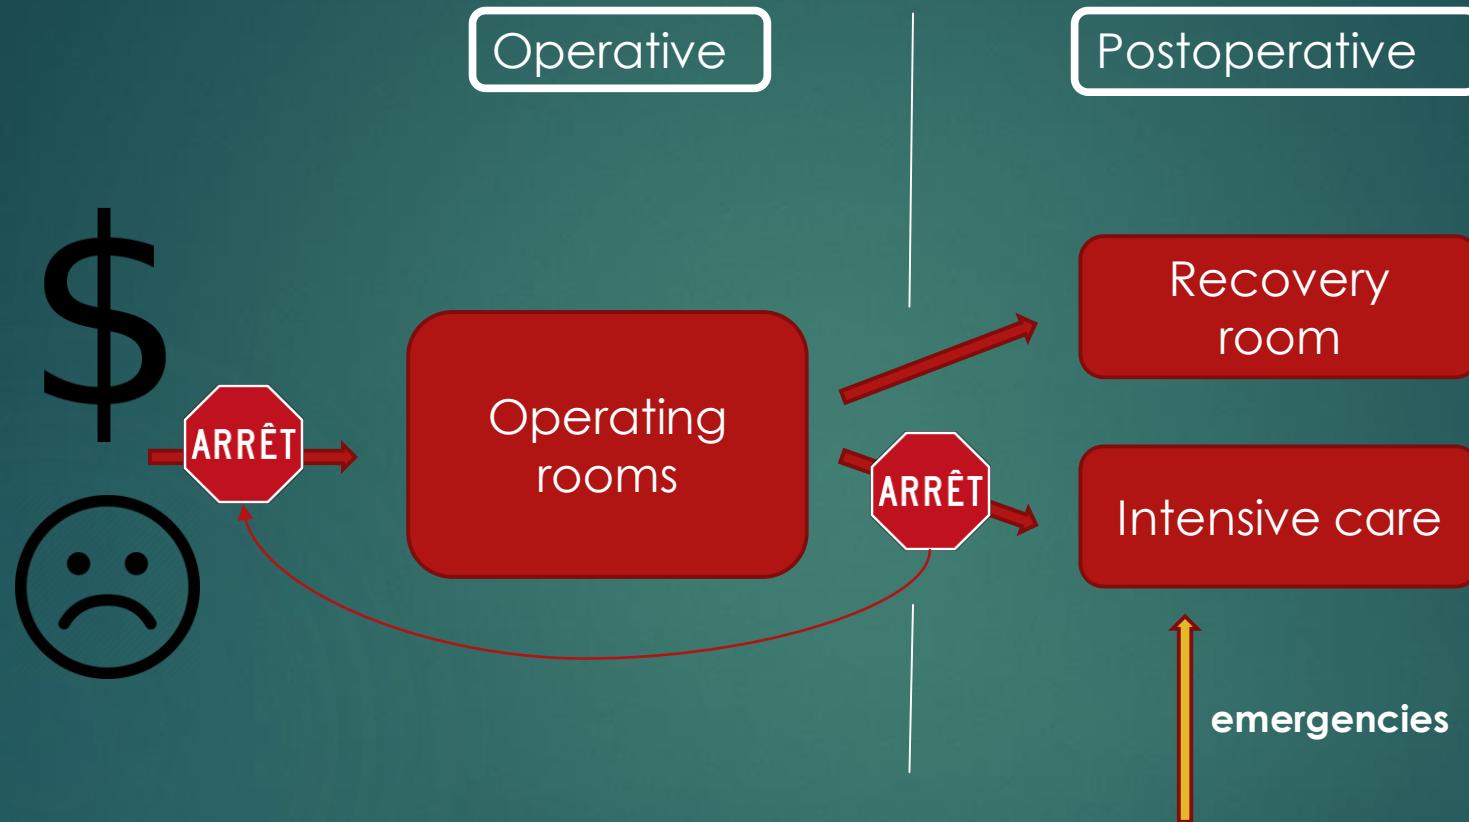 Operative
Postoperative
$
ARRÊT
Operating
rooms
Recovery
room
ARRÊT
Intensive care
emergencies